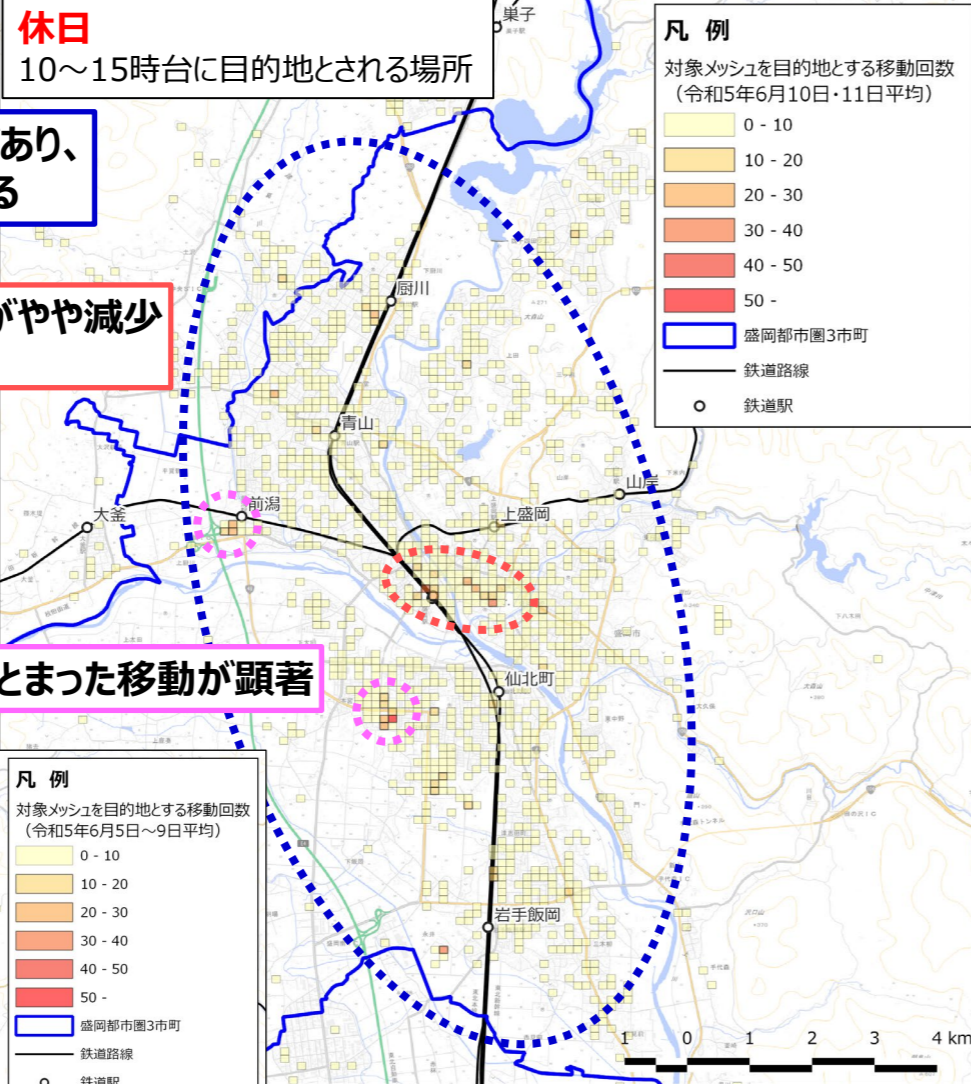 休日
10～15時台に目的地とされる場所
あり、
る
がやや減少
とまった移動が顕著
凡 例
対象メッシュを目的地とする移動回数
（令和5年6月10日・11日平均）
0 - 10
10 - 20
20 - 30
30 - 40
40 - 50
50 -
盛岡都市圏3市町
鉄道路線
鉄道駅
巣子
厨川
青山
前潟
大釜
山岸
上盛岡
仙北町
岩手飯岡
凡 例
対象メッシュを目的地とする移動回数
（令和5年6月5日～9日平均）
0 - 10
10 - 20
20 - 30
30 - 40
40 - 50
50 -
盛岡都市圏3市町
鉄道路線
鉄道駅
1 0 1 2 3 4 km